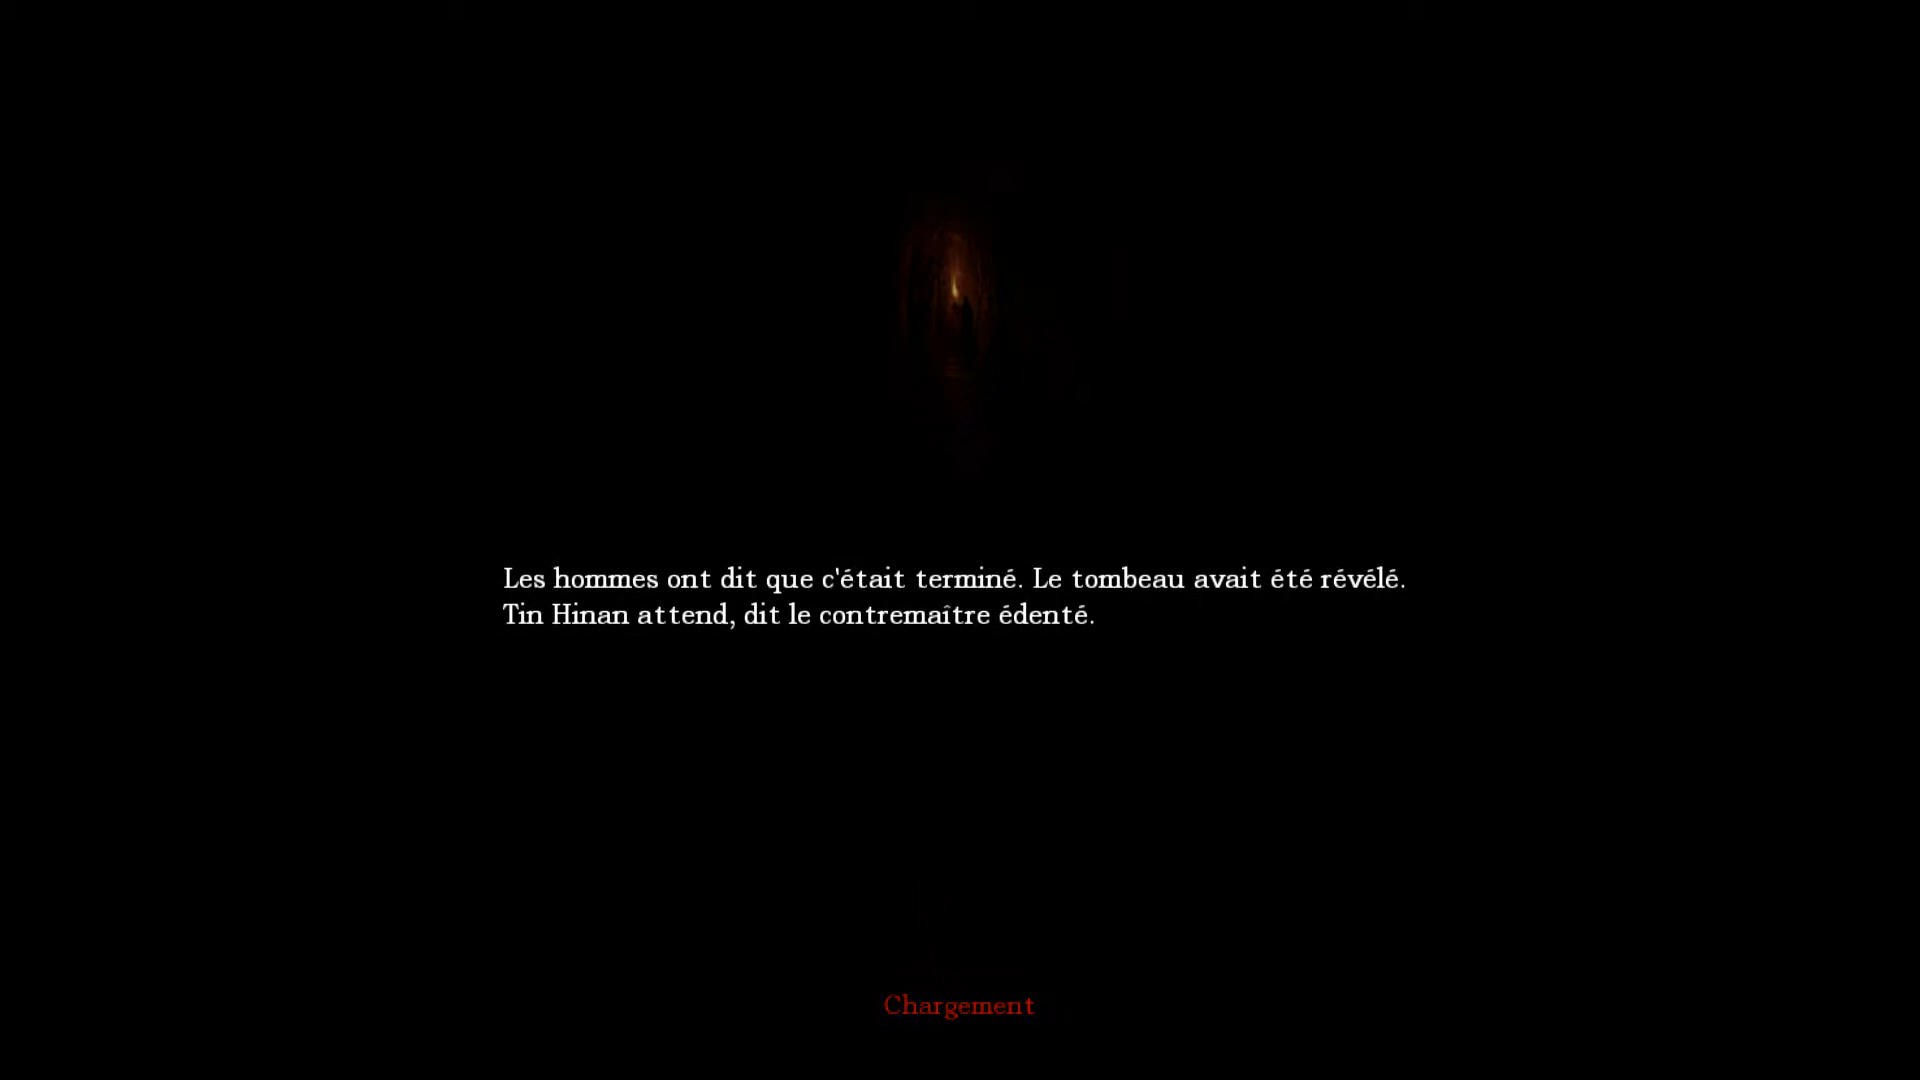 Les hommes ont dit que c'était terminé. Le tombeau avait été révélé.
Tin Hinan attend, dit le contremaître édenté.
Chargement